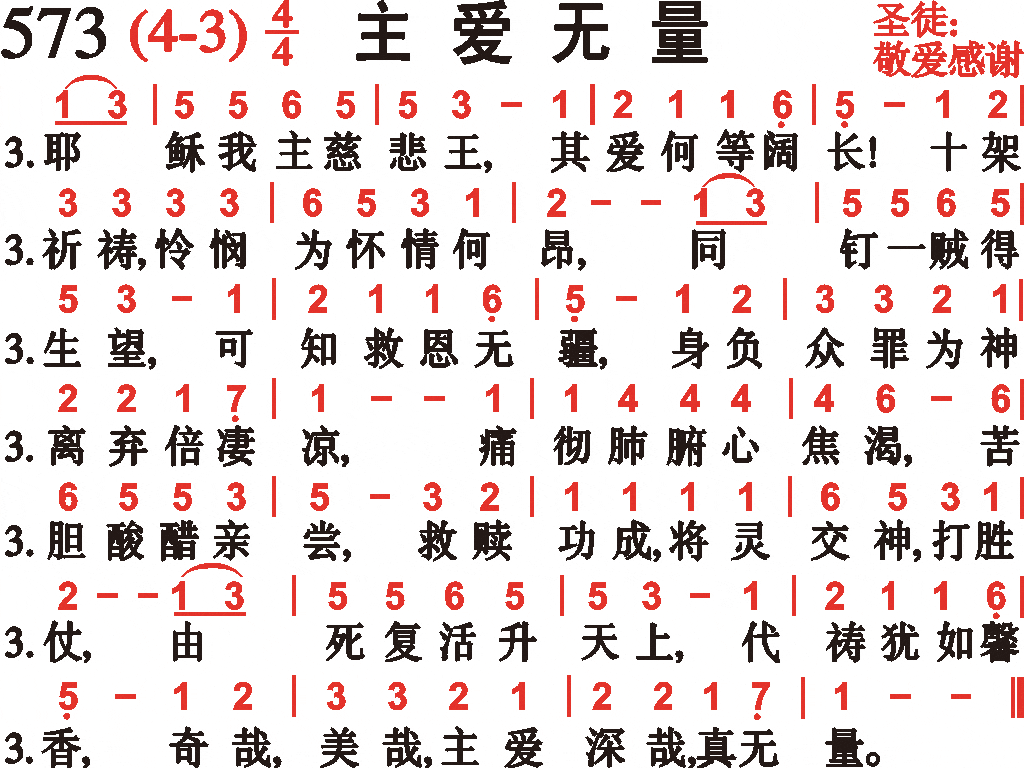 573 (4-3) 4/4 主爱无量 圣徒:
敬爱感谢
1 3 | 5 5 6 5 | 5 3 - 1 | 2 1 1 6 | 5 - 1 2 |
3.耶 稣我主慈悲王, 其爱何等阔长! 十架
3 3 3 3 | 6 5 3 1 | 2 - - 1 3 | 5 5 6 5 |
3.祈祷,怜悯 为怀情何昂, 同 钉一贼得
5 3 - 1 | 2 1 1 6 | 5 - 1 2 | 3 3 2 1 |
3.生望, 可知救恩无疆, 身负众罪为神
2 2 1 7 | 1 - - 1 | 1 4 4 4 | 4 6 - 6 |
3.离弃倍凄凉, 痛彻肺腑心焦渴, 苦
6 5 5 3 | 5 - 3 2 | 1 1 1 1 | 6 5 3 1 |
3.胆酸醋亲尝, 救赎功成,将灵交神,打胜
2 - - 1 3 | 5 5 6 5 | 5 3 - 1 | 2 1 1 6 |
3.仗, 由 死复活升天上, 代祷犹如馨
5 - 1 2 | 3 3 2 1 | 2 2 1 7 | 1 - - ‖
3.香, 奇哉, 美哉,主爱深哉,真无量。